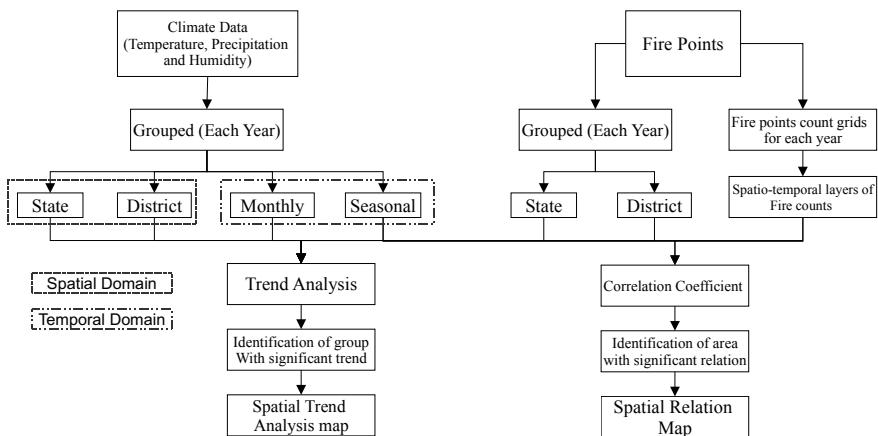 Climate Data
(Temperature, Precipitation
and Humidity)
Fire Points
Grouped (Each Year)
Grouped (Each Year)
Fire points count grids
for each year
State
District
Monthly
Seasonal
State
District
Spatio-temporal layers of
Fire counts
Spatial Domain
Temporal Domain
Trend Analysis
Correlation Coefficient
Identification of group
With significant trend
Identification of area
with significant relation
Spatial Trend
Analysis map
Spatial Relation
Map